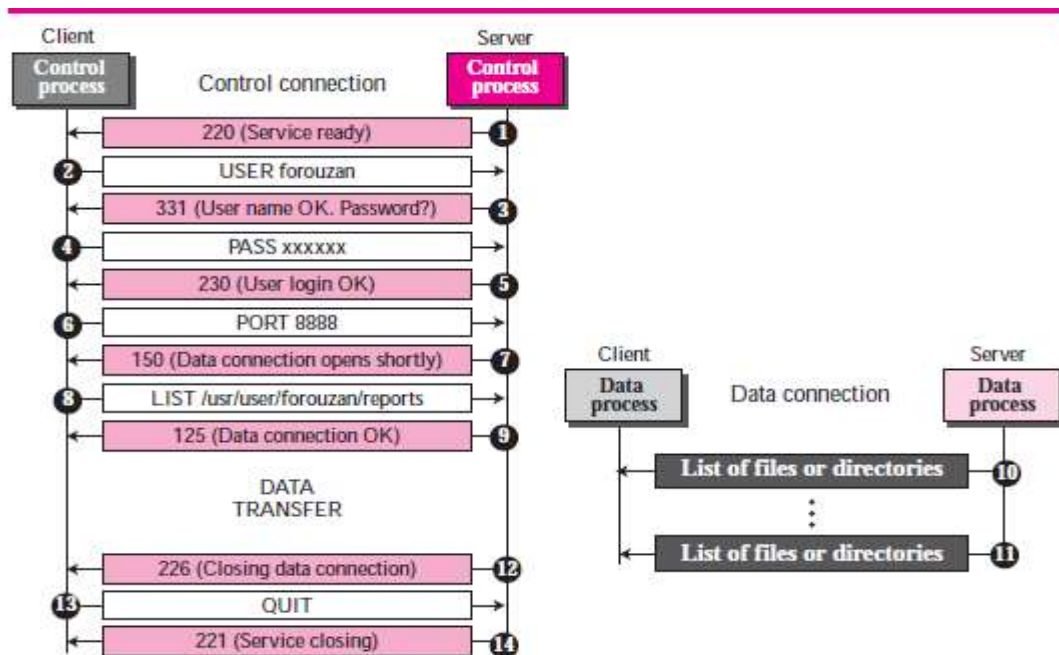 Client
Server
Control
process
Control connection
Control
process
220 (Service ready)
1
2
USER forouzan
331 (User name OK. Password?)
3
4
PASS xxxxxx
230 (User login OK)
5
6
PORT 8888
150 (Data connection opens shortly)
7
8
LIST /usr/user/forouzan/reports
125 (Data connection OK)
9
DATA
TRANSFER
226 (Closing data connection)
12
13
QUIT
221 (Service closing)
14
Client
Server
Data
process
Data connection
Data
process
List of files or directories
10
List of files or directories
11